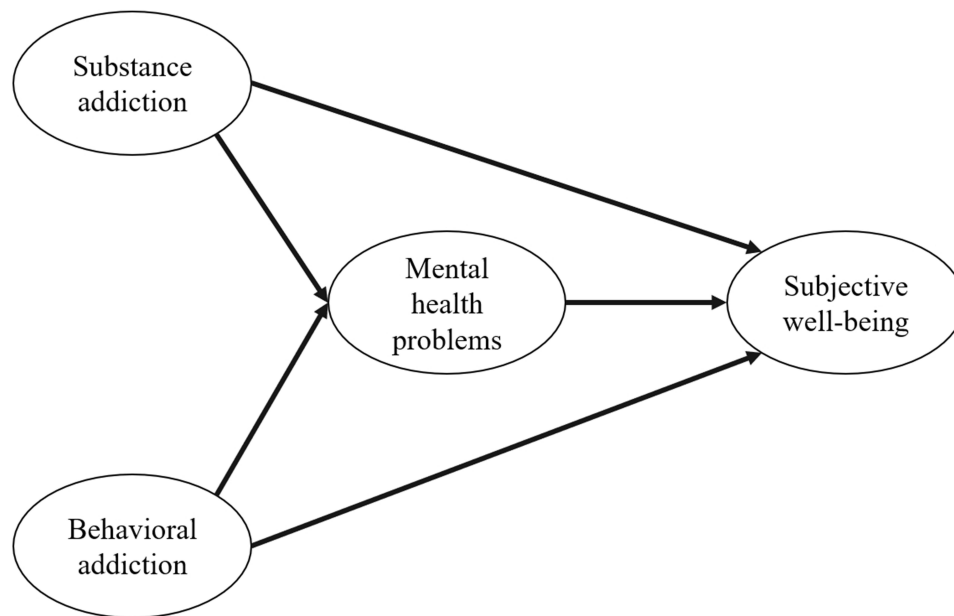 Substance
addiction
Mental
health
problems
Subjective
well-being
Behavioral
addiction